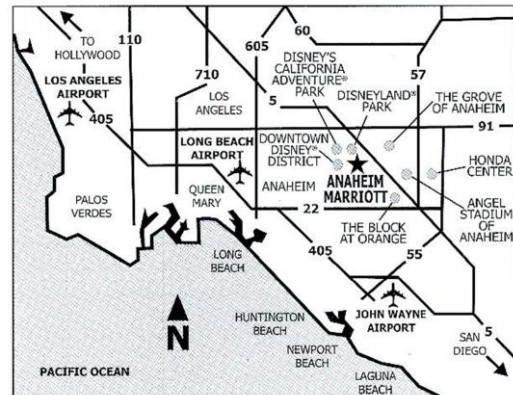 60
TO
HOLLYWOOD
110
605
DISNEY'S
CALIFORNIA
ADVENTURE®
PARK
57
LOS ANGELES
AIRPORT
710
5
DISNEYLAND®
PARK
THE GROVE
OF ANAHEIM
405
LOS
ANGELES
91
LONG BEACH
AIRPORT
DOWNTOWN
DISNEY®
DISTRICT
HONDA
CENTER
ANAHEIM
ANAHEIM
MARRIOTT
PALOS
VERDES
QUEEN
MARY
22
ANGEL
STADIUM
OF
ANAHEIM
THE BLOCK
AT ORANGE
LONG
BEACH
405
55
N
HUNTINGTON
BEACH
JOHN WAYNE
AIRPORT
5
SAN
DIEGO
NEWPORT
BEACH
PACIFIC OCEAN
LAGUNA
BEACH